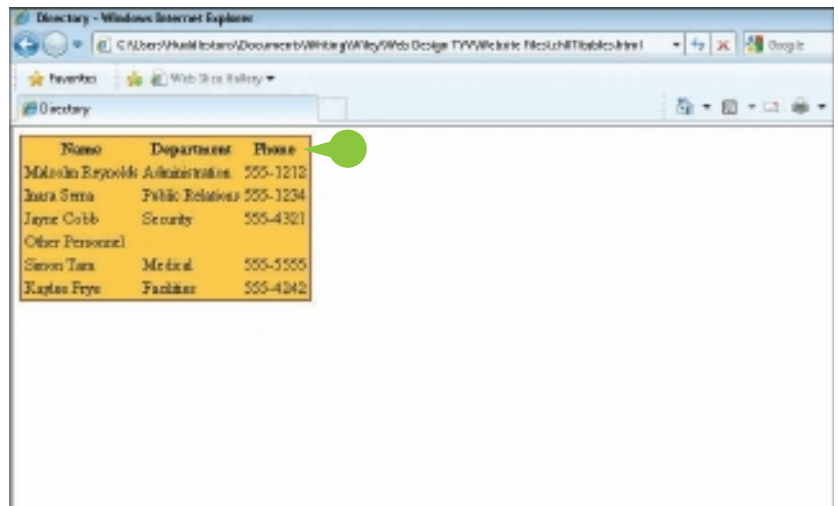 Directory - Windows Internet Explorer
Favorites Web Slice Gallery
Directory
Name Department Phone
Malcolm Reynolds Administration 555-1212
Inara Serra Public Relations 555-1234
Jayne Cobb Security 555-4321
Other Personnel
Simon Tam Medical 555-5555
Kaylee Frye Facilities 555-4242